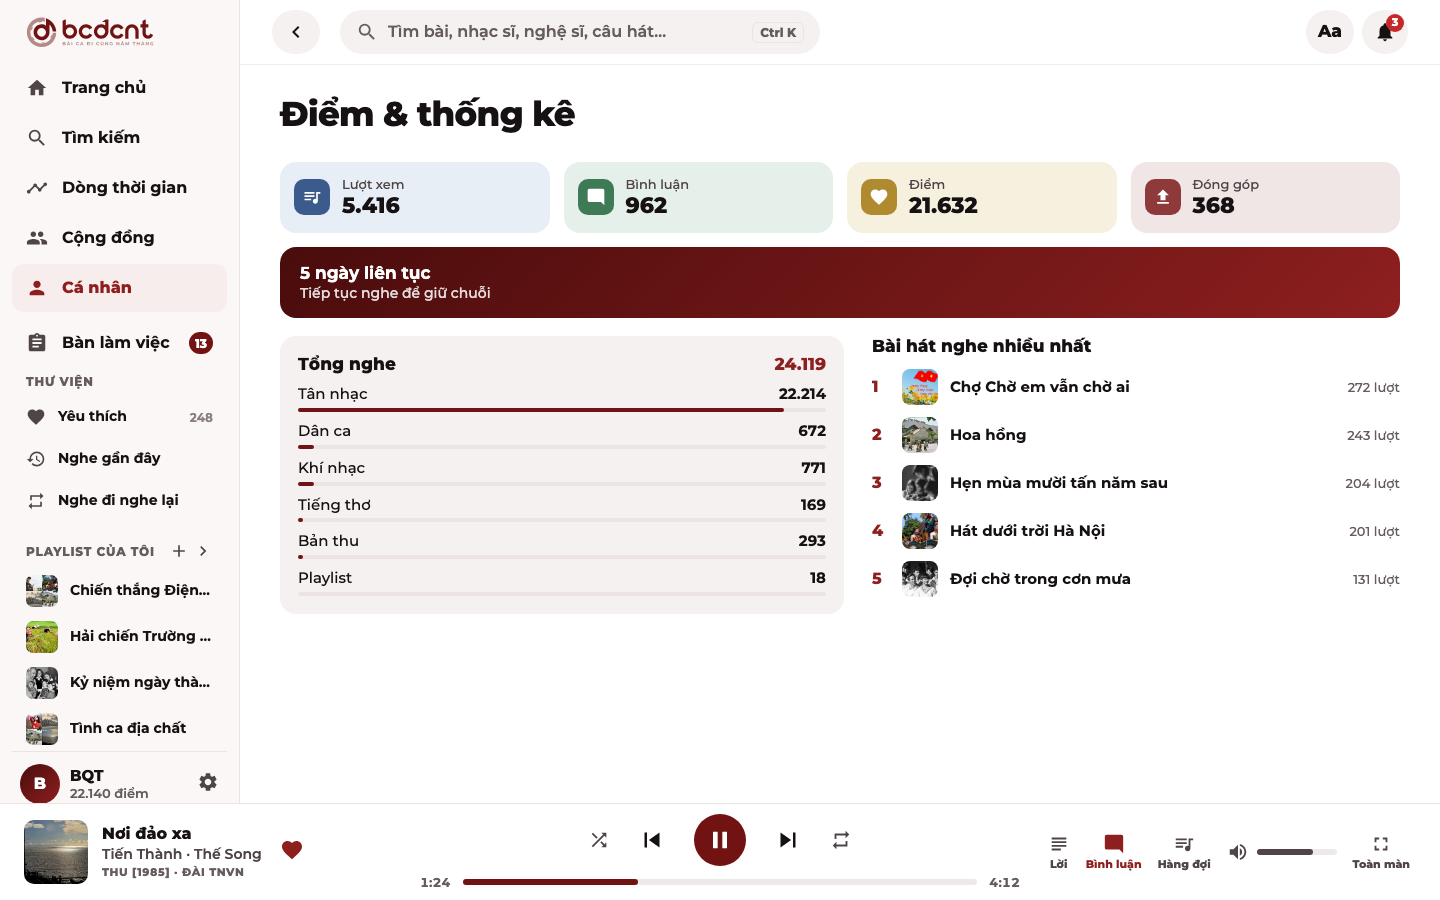 bcdcnt
BÀI CA ĐI CÙNG NĂM THÁNG
Trang chủ
Tìm kiếm
Dòng thời gian
Cộng đồng
Cá nhân
Bàn làm việc 13
THƯ VIỆN
Yêu thích 248
Nghe gần đây
Nghe đi nghe lại
PLAYLIST CỦA TÔI
Chiến thắng Điện...
Hải chiến Trường ...
Kỷ niệm ngày thà...
Tình ca địa chất
B
BQT
22.140 điểm
Tìm bài, nhạc sĩ, nghệ sĩ, câu hát... Ctrl K
Aa
3
Điểm & thống kê
Lượt xem
5.416
Bình luận
962
Điểm
21.632
Đóng góp
368
5 ngày liên tục
Tiếp tục nghe để giữ chuỗi
Tổng nghe 24.119
Tân nhạc 22.214
Dân ca 672
Khí nhạc 771
Tiếng thơ 169
Bản thu 293
Playlist 18
Bài hát nghe nhiều nhất
1 Chợ Chờ em vẫn chờ ai 272 lượt
2 Hoa hồng 243 lượt
3 Hẹn mùa mười tấn năm sau 204 lượt
4 Hát dưới trời Hà Nội 201 lượt
5 Đợi chờ trong cơn mưa 131 lượt
Nơi đảo xa
Tiến Thành · Thế Song
THU [1985] · ĐÀI TNVN
1:24 4:12
Lời
Bình luận
Hàng đợi
Toàn màn